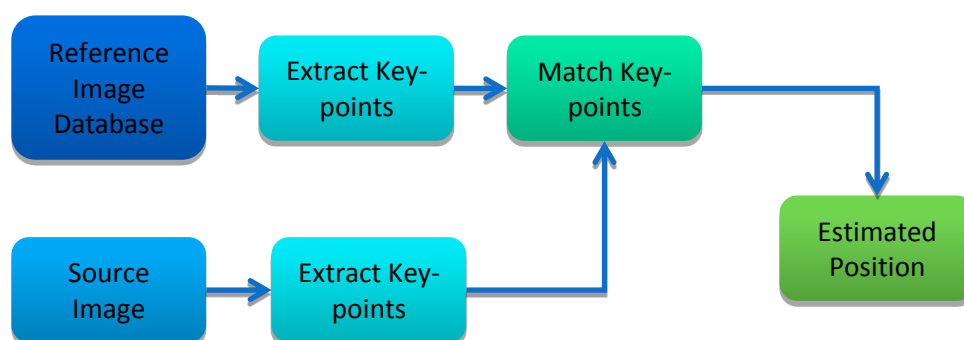 Reference
Image
Database
Extract Key-
points
Match Key-
points
Estimated
Position
Source
Image
Extract Key-
points